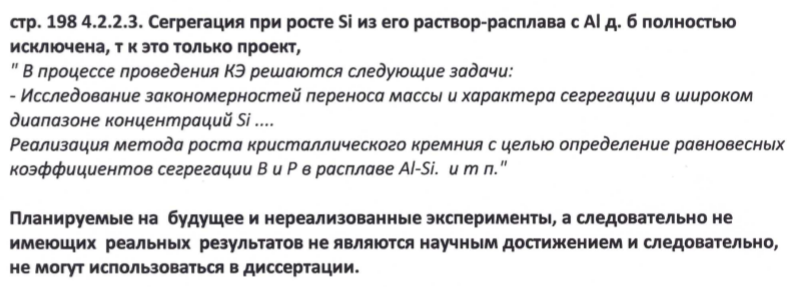 стр. 198 4.2.2.3. Сегрегация при росте Si из его раствор-расплава с Al д. б полностью
исключена, т к это только проект,
" В процессе проведения КЭ решаются следующие задачи:
- Исследование закономерностей переноса массы и характера сегрегации в широком
диапазоне концентраций Si ....
Реализация метода роста кристаллического кремния с целью определение равновесных
коэффициентов сегрегации В и Р в расплаве Al-Si. и т п."
Планируемые на будущее и нереализованные эксперименты, а следовательно не
имеющих реальных результатов не являются научным достижением и следовательно,
не могут использоваться в диссертации.